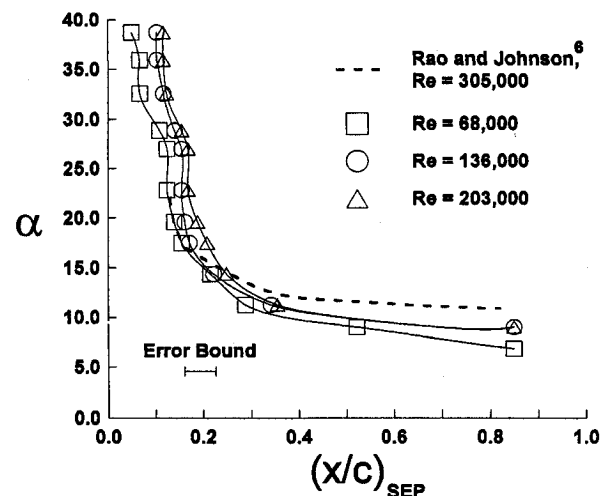 40.0
35.0
30.0
25.0
20.0
15.0
10.0
5.0
0.0
α
Rao and Johnson,6
Re = 305,000
Re = 68,000
Re = 136,000
Re = 203,000
Error Bound
0.0 0.2 0.4 0.6 0.8 1.0
(x/c)SEP